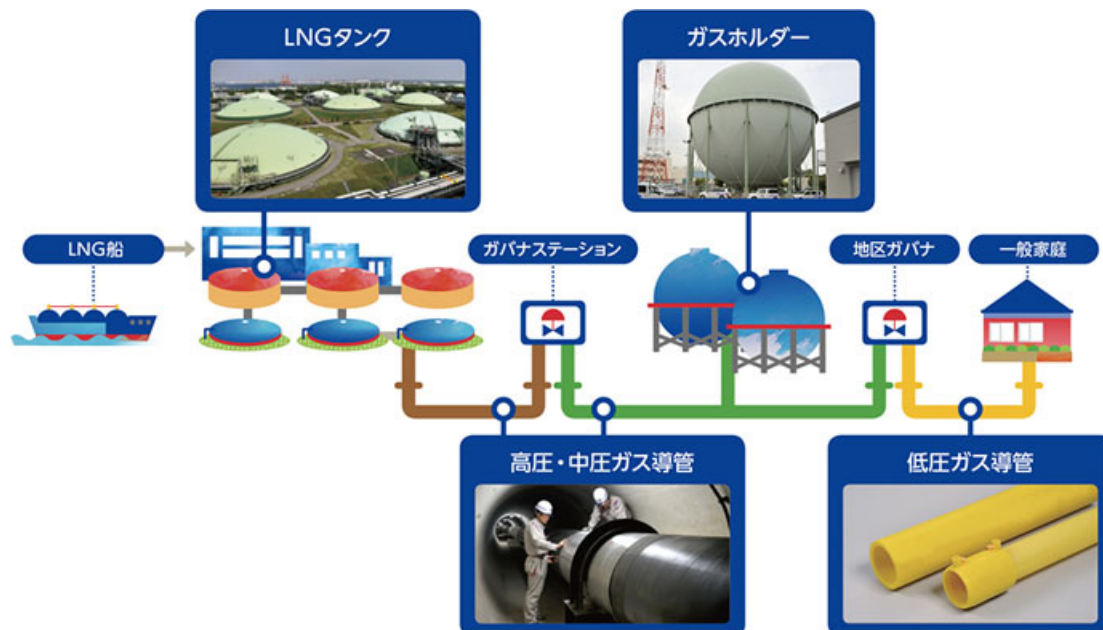 LNGタンク
ガスホルダー
LNG船
ガバナステーション
地区ガバナ
一般家庭
高圧・中圧ガス導管
低圧ガス導管